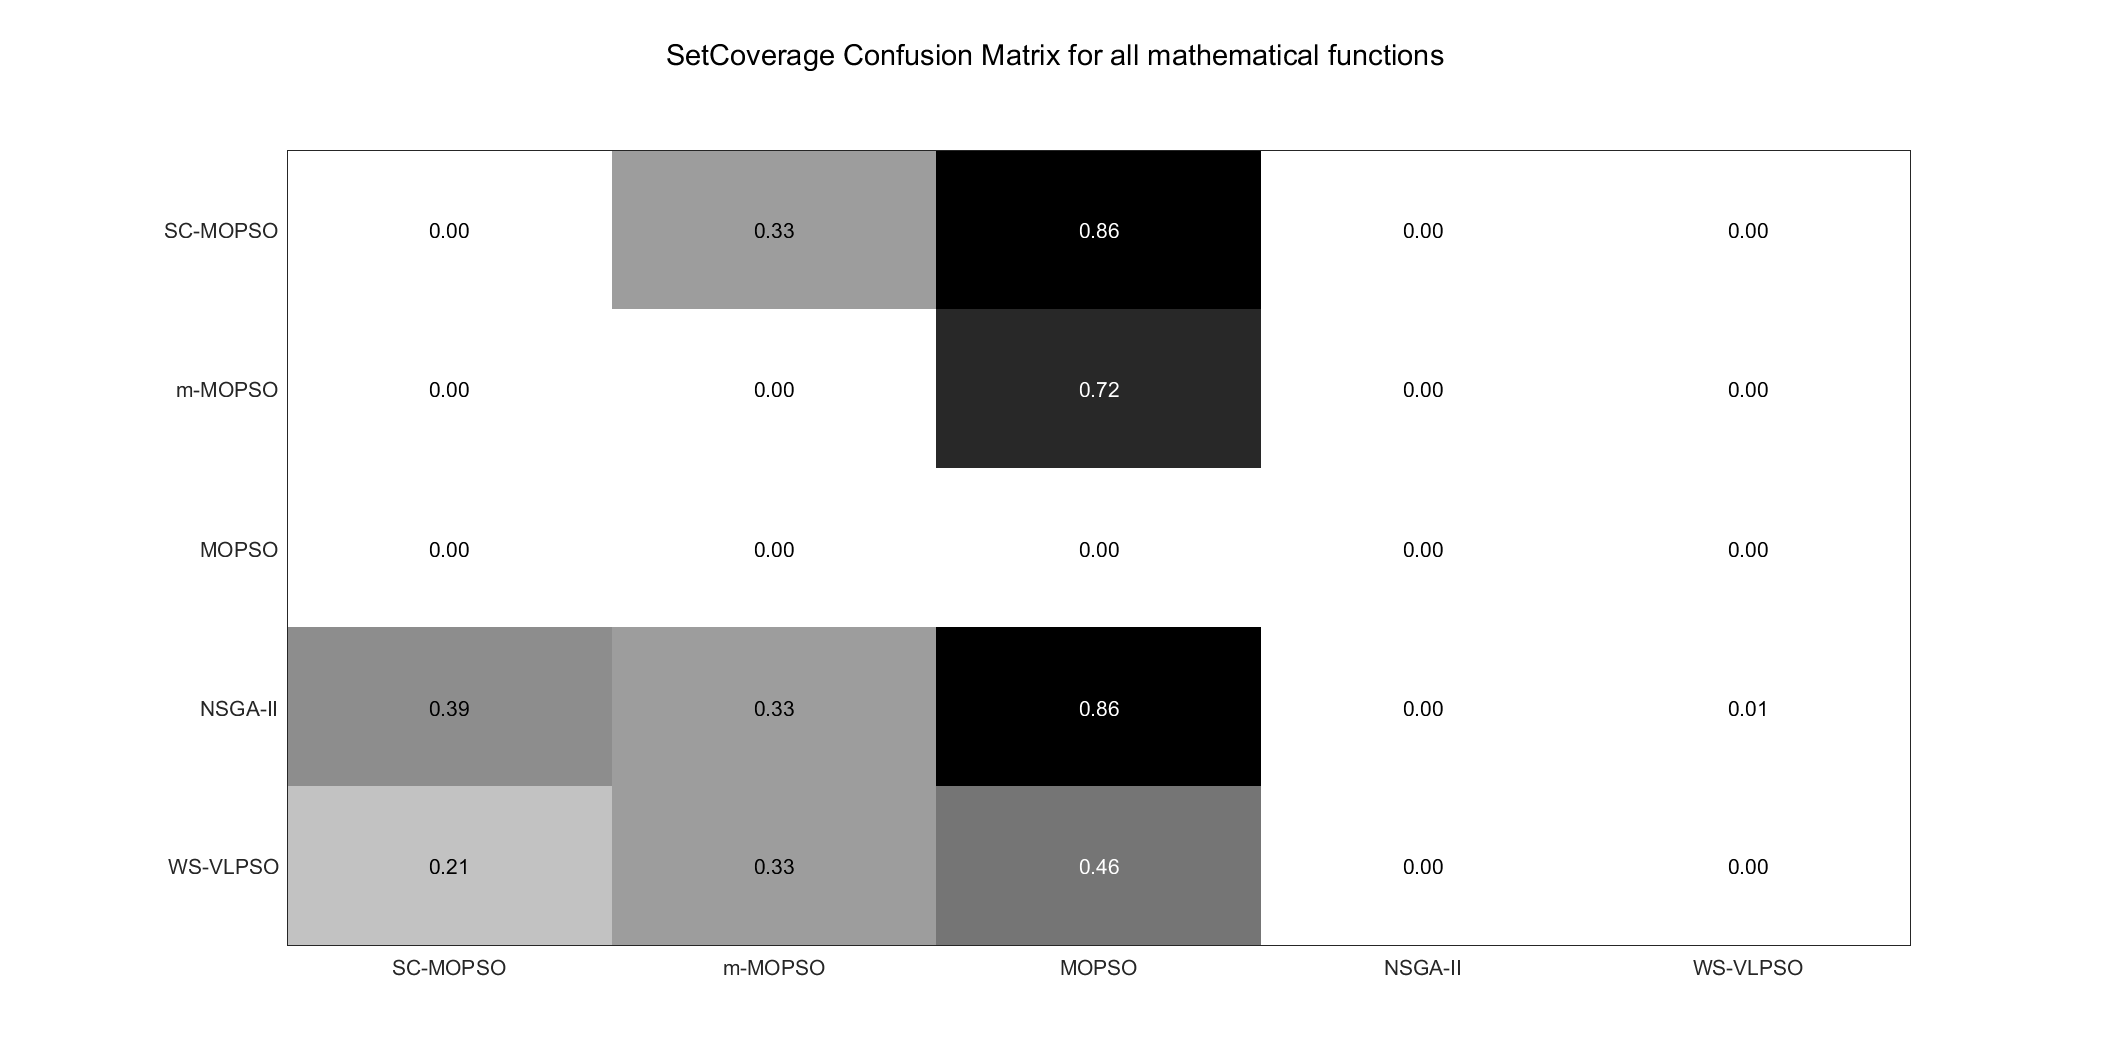 SetCoverage Confusion Matrix for all mathematical functions
SC-MOPSO 0.00 0.33 0.86 0.00 0.00
m-MOPSO 0.00 0.00 0.72 0.00 0.00
MOPSO 0.00 0.00 0.00 0.00 0.00
NSGA-II 0.39 0.33 0.86 0.00 0.01
WS-VLPSO 0.21 0.33 0.46 0.00 0.00
SC-MOPSO m-MOPSO MOPSO NSGA-II WS-VLPSO